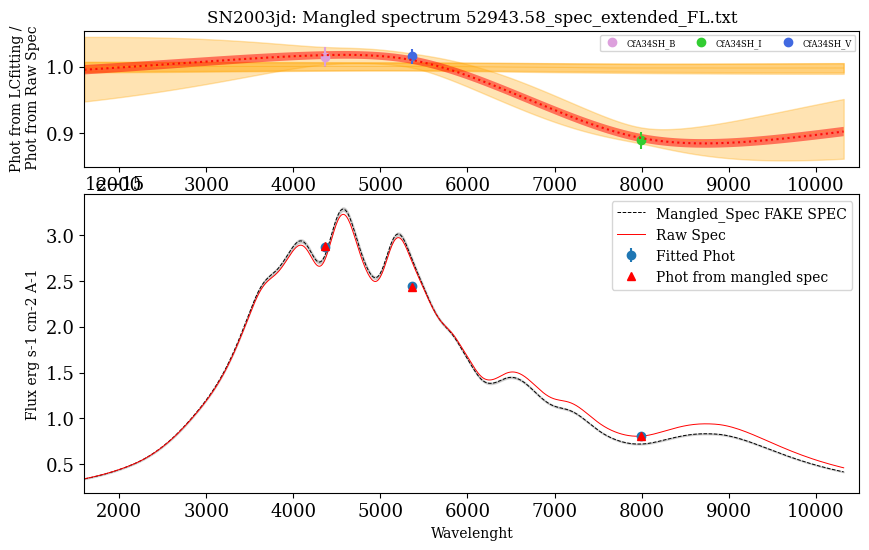 SN2003jd: Mangled spectrum 52943.58_spec_extended_FL.txt
Phot from LCfitting /
Phot from Raw Spec
CfA34SH_B CfA34SH_I CfA34SH_V
1.0
0.9
2000 3000 4000 5000 6000 7000 8000 9000 10000
1e−15
Flux erg s-1 cm-2 A-1
3.0
2.5
2.0
1.5
1.0
0.5
Mangled_Spec FAKE SPEC
Raw Spec
Fitted Phot
Phot from mangled spec
2000 3000 4000 5000 6000 7000 8000 9000 10000
Wavelenght